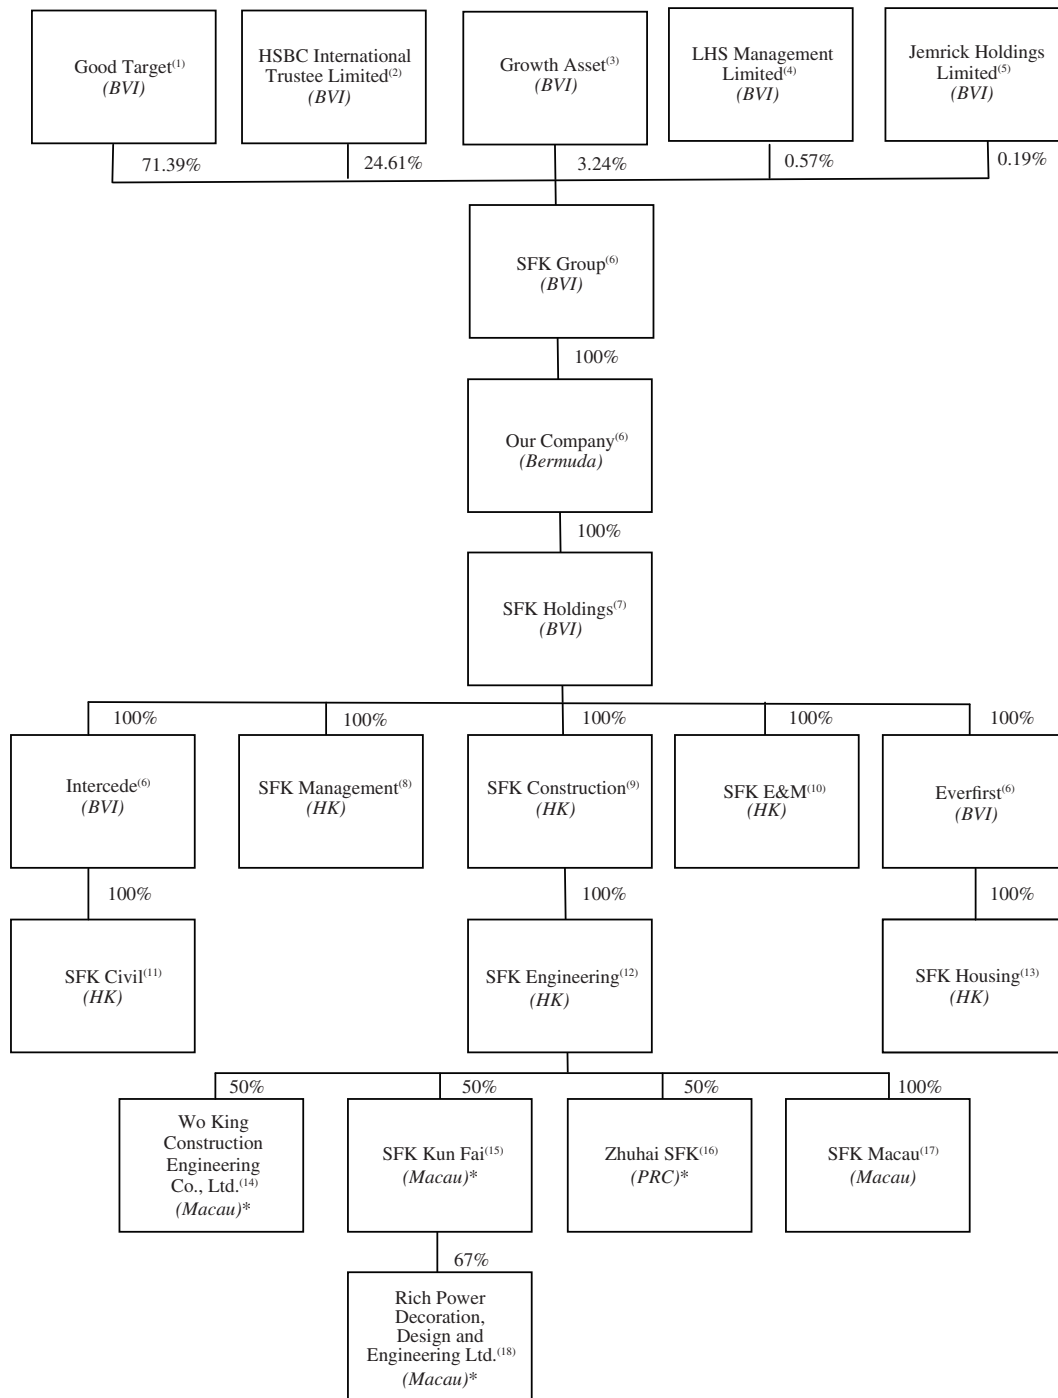 Good Target(1)
(BVI)
HSBC International
Trustee Limited(2)
(BVI)
Growth Asset(3)
(BVI)
LHS Management
Limited(4)
(BVI)
Jemrick Holdings
Limited(5)
(BVI)
71.39%
24.61%
3.24%
0.57%
0.19%
SFK Group(6)
(BVI)
100%
Our Company(6)
(Bermuda)
100%
SFK Holdings(7)
(BVI)
100%
100%
100%
100%
100%
Intercede(6)
(BVI)
SFK Management(8)
(HK)
SFK Construction(9)
(HK)
SFK E&M(10)
(HK)
Everfirst(6)
(BVI)
100%
100%
100%
SFK Civil(11)
(HK)
SFK Engineering(12)
(HK)
SFK Housing(13)
(HK)
50%
50%
50%
100%
Wo King
Construction
Engineering
Co., Ltd.(14)
(Macau)*
SFK Kun Fai(15)
(Macau)*
Zhuhai SFK(16)
(PRC)*
SFK Macau(17)
(Macau)
67%
Rich Power
Decoration,
Design and
Engineering Ltd.(18)
(Macau)*